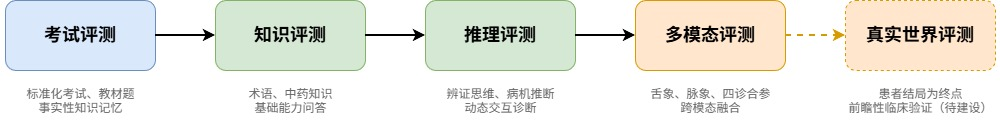 考试评测
知识评测
推理评测
多模态评测
真实世界评测
标准化考试、教材题
事实性知识记忆
术语、中药知识
基础能力问答
辨证思维、病机推断
动态交互诊断
舌象、脉象、四诊合参
跨模态融合
患者结局为终点
前瞻性临床验证（待建设）